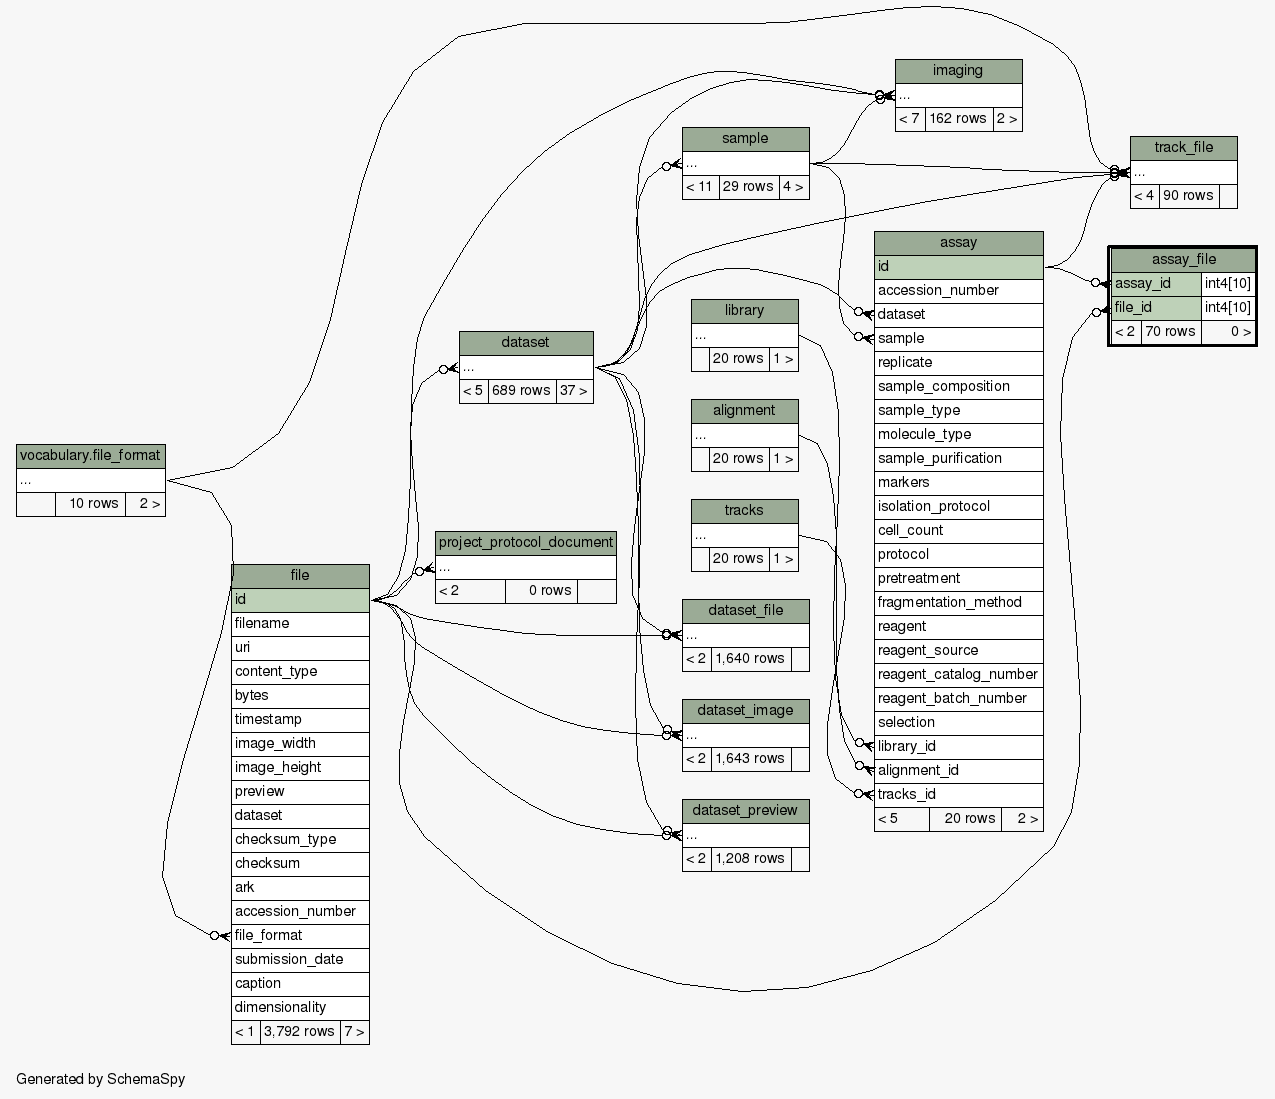 imaging
...
< 7 162 rows 2 >
sample
...
< 11 29 rows 4 >
track_file
...
< 4 90 rows
assay
id
accession_number
dataset
sample
replicate
sample_composition
sample_type
molecule_type
sample_purification
markers
isolation_protocol
cell_count
protocol
pretreatment
fragmentation_method
reagent
reagent_source
reagent_catalog_number
reagent_batch_number
selection
library_id
alignment_id
tracks_id
< 5 20 rows 2 >
assay_file
assay_id int4[10]
file_id int4[10]
< 2 70 rows 0 >
library
...
20 rows 1 >
dataset
...
< 5 689 rows 37 >
alignment
...
20 rows 1 >
vocabulary.file_format
...
10 rows 2 >
tracks
...
20 rows 1 >
project_protocol_document
...
< 2 0 rows
file
id
filename
uri
content_type
bytes
timestamp
image_width
image_height
preview
dataset
checksum_type
checksum
ark
accession_number
file_format
submission_date
caption
dimensionality
< 1 3,792 rows 7 >
dataset_file
...
< 2 1,640 rows
dataset_image
...
< 2 1,643 rows
dataset_preview
...
< 2 1,208 rows
Generated by SchemaSpy